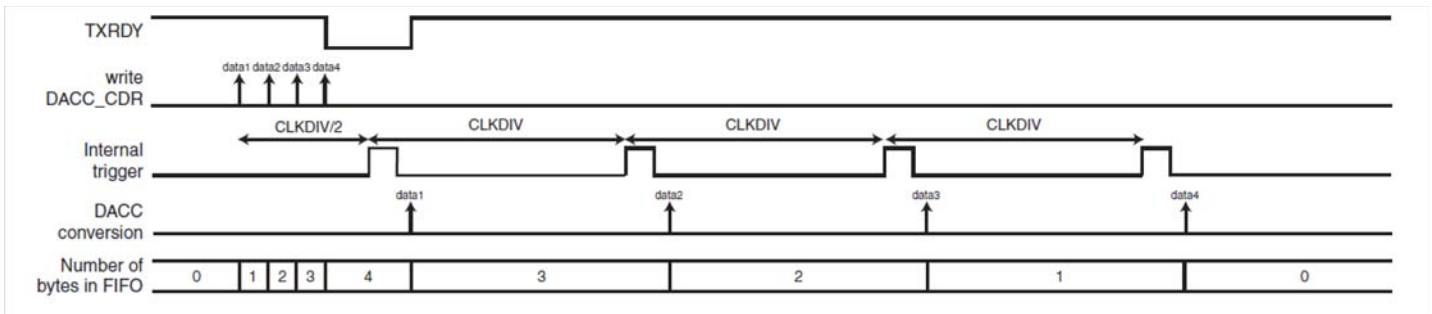 TXRDY
data1 data2 data3 data4
write
DACC_CDR
CLKDIV/2 CLKDIV CLKDIV CLKDIV
Internal
trigger
data1 data2 data3 data4
DACC
conversion
Number of
bytes in FIFO
0 1 2 3 4 3 2 1 0